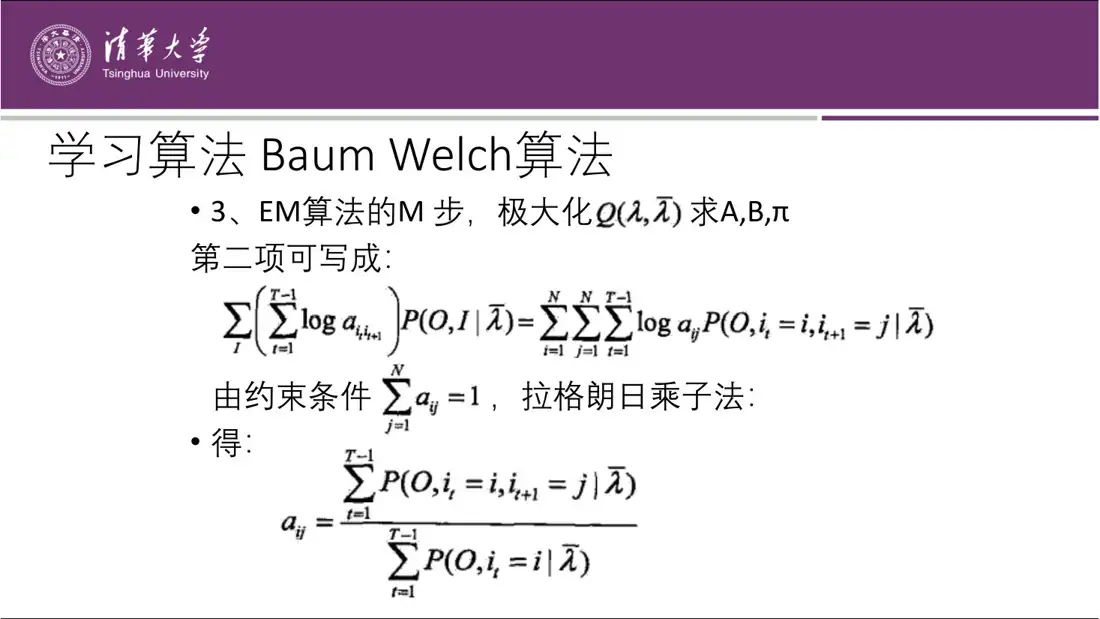 清华大学
Tsinghua University
学习算法 Baum Welch算法
• 3、EM算法的M 步，极大化 Q(λ, λ̄) 求A,B,π
第二项可写成：
∑_I (∑_{t=1}^{T-1} log a_{i_t i_{t+1}}) P(O, I | λ̄) = ∑_{i=1}^{N} ∑_{j=1}^{N} ∑_{t=1}^{T-1} log a_{ij} P(O, i_t = i, i_{t+1} = j | λ̄)
由约束条件 ∑_{j=1}^{N} a_{ij} = 1 ，拉格朗日乘子法：
• 得：
a_{ij} = \frac{∑_{t=1}^{T-1} P(O, i_t = i, i_{t+1} = j | λ̄)}{∑_{t=1}^{T-1} P(O, i_t = i | λ̄)}